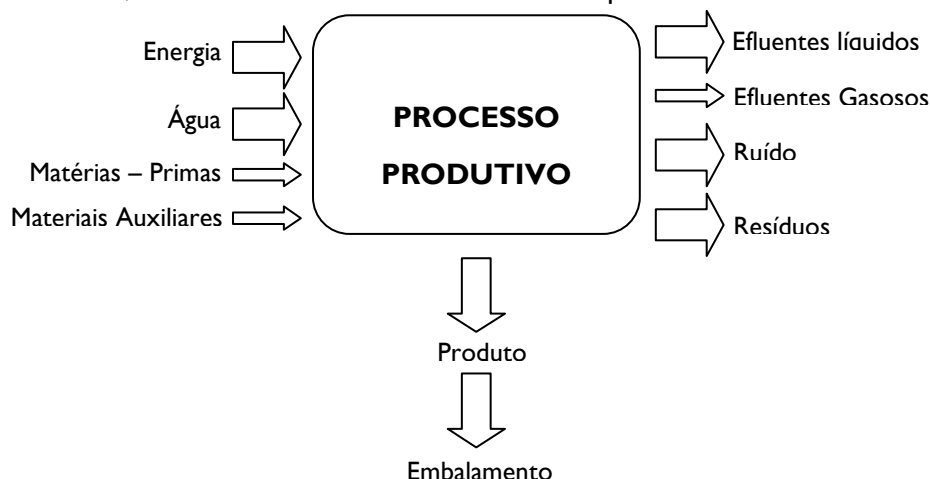 Energia
Água
Matérias – Primas
Materiais Auxiliares
PROCESSO
PRODUTIVO
Efluentes líquidos
Efluentes Gasosos
Ruído
Resíduos
Produto
Embalamento